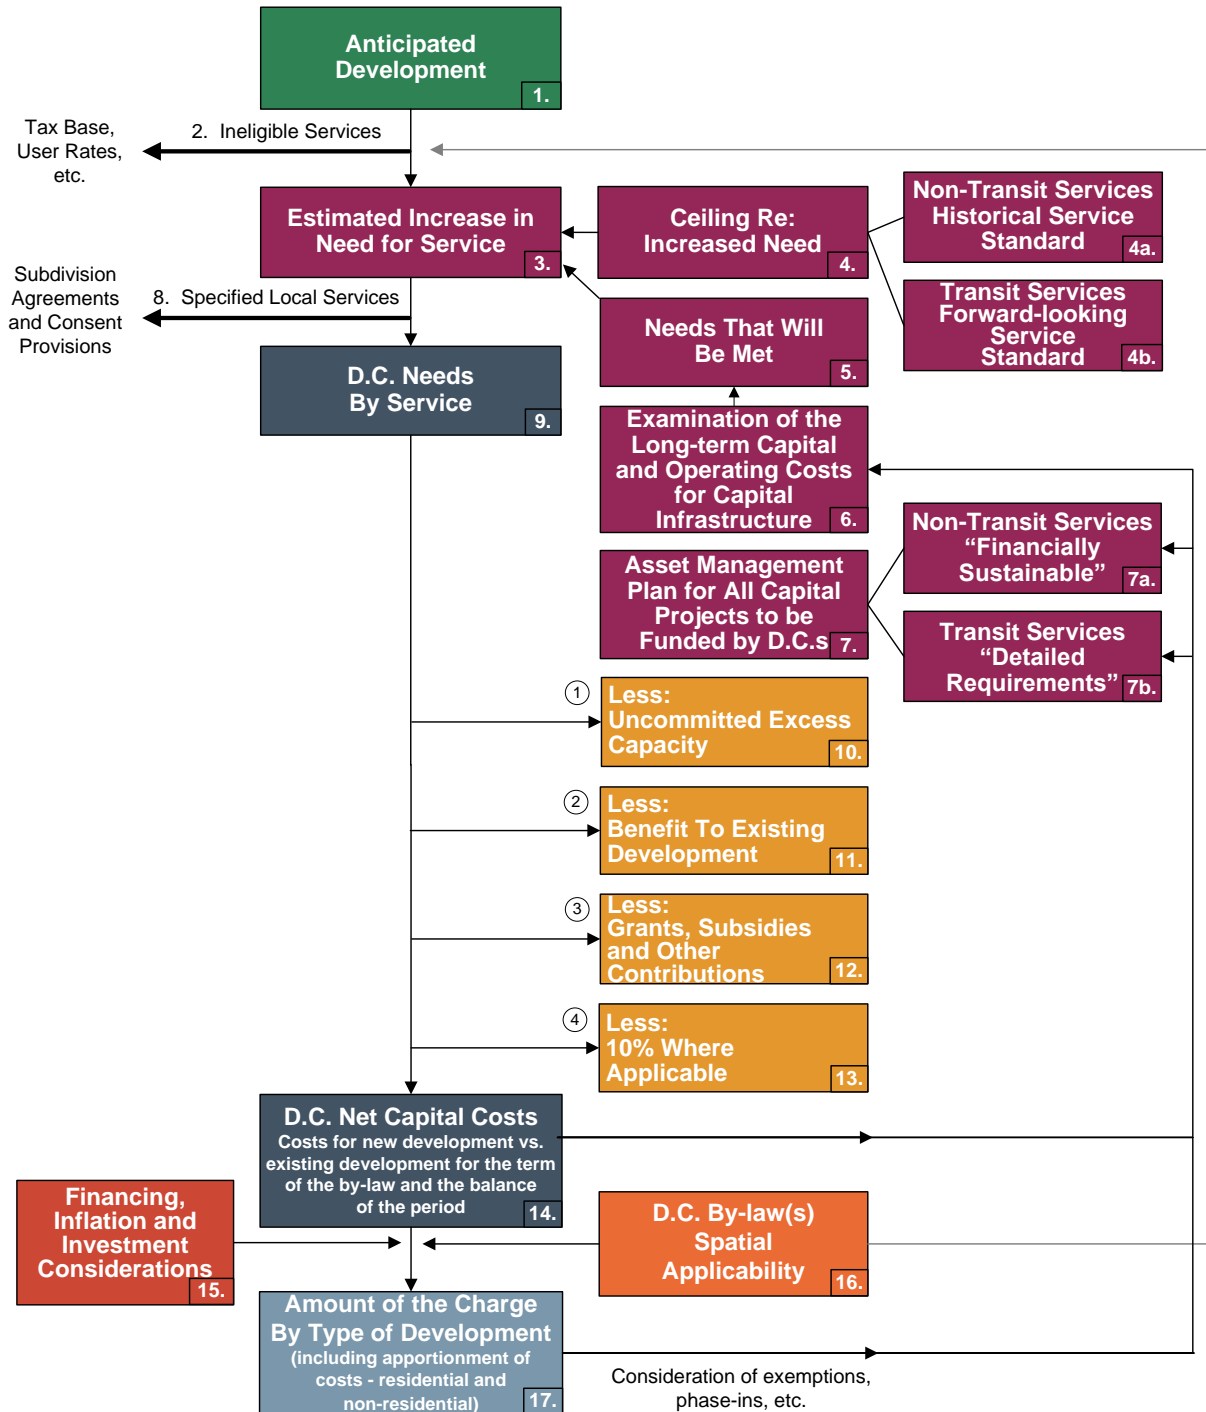 Anticipated
Development
1.
Tax Base,
User Rates,
etc.
2.  Ineligible Services
Estimated Increase in
Need for Service
3.
Ceiling Re:
Increased Need
4.
Non-Transit Services
Historical Service
Standard
4a.
Transit Services
Forward-looking
Service
Standard
4b.
Subdivision
Agreements
and Consent
Provisions
8.  Specified Local Services
Needs That Will
Be Met
5.
D.C. Needs
By Service
9.
Examination of the
Long-term Capital
and Operating Costs
for Capital
Infrastructure
6.
Non-Transit Services
“Financially
Sustainable”
7a.
Asset Management
Plan for All Capital
Projects to be
Funded by D.C.s
7.
Transit Services
“Detailed
Requirements”
7b.
1
Less:
Uncommitted Excess
Capacity
10.
2
Less:
Benefit To Existing
Development
11.
3
Less:
Grants, Subsidies
and Other
Contributions
12.
4
Less:
10% Where
Applicable
13.
D.C. Net Capital Costs
Costs for new development vs.
existing development for the term
of the by-law and the balance
of the period
14.
Financing,
Inflation and
Investment
Considerations
15.
D.C. By-law(s)
Spatial
Applicability
16.
Amount of the Charge
By Type of Development
(including apportionment of
costs - residential and
non-residential)
17.
Consideration of exemptions,
phase-ins, etc.